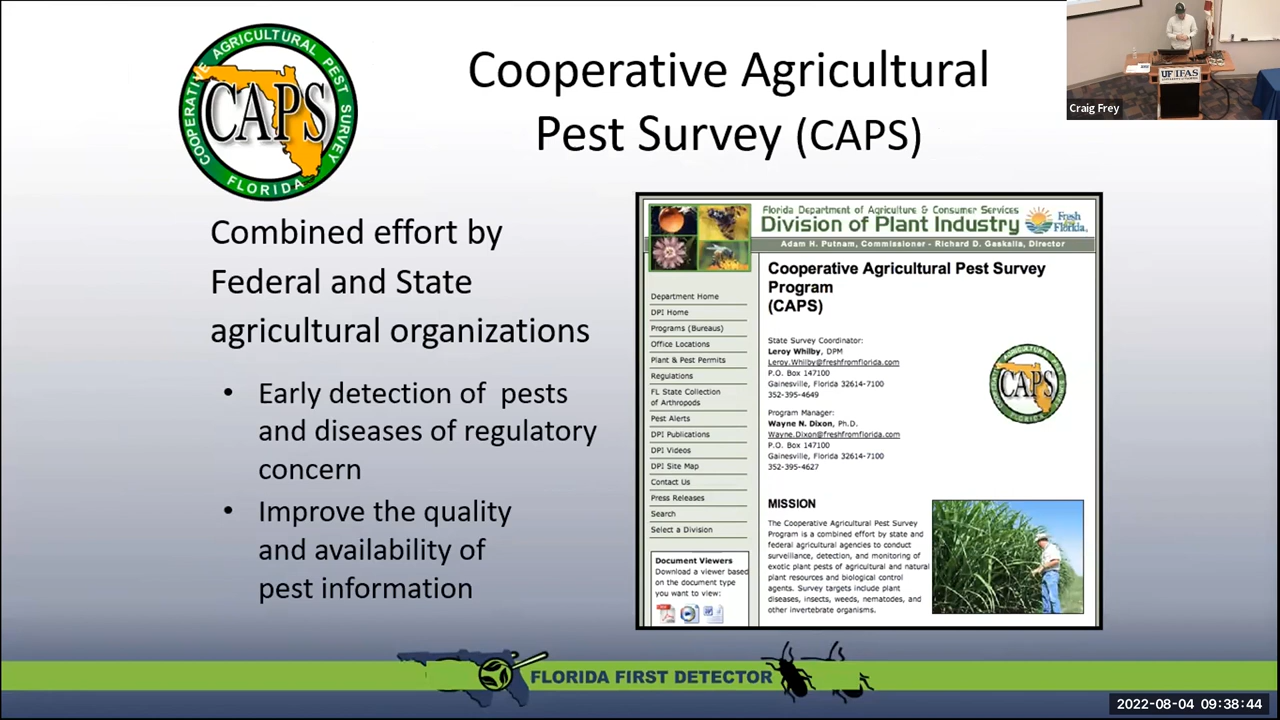 COOPERATIVE AGRICULTURAL PEST SURVEY
CAPS
FLORIDA
Cooperative Agricultural
Pest Survey (CAPS)
Craig Frey
UF/IFAS
Combined effort by
Federal and State
agricultural organizations
• Early detection of pests
and diseases of regulatory
concern
• Improve the quality
and availability of
pest information
Florida Department of Agriculture & Consumer Services
Division of Plant Industry
Fresh from Florida
Adam H. Putnam, Commissioner - Richard D. Gaskalla, Director
Department Home
DPI Home
Programs (Bureaus)
Office Locations
Plant & Pest Permits
Regulations
FL State Collection
of Arthropods
Pest Alerts
DPI Publications
DPI Videos
DPI Site Map
Contact Us
Press Releases
Search
Select a Division
Document Viewers
Download a viewer based
on the document type
you want to view:
Cooperative Agricultural Pest Survey
Program
(CAPS)
State Survey Coordinator:
Leroy Whilby, DPM
Leroy.Whilby@freshfromflorida.com
P.O. Box 147100
Gainesville, Florida 32614-7100
352-395-4649
Program Manager:
Wayne N. Dixon, Ph.D.
Wayne.Dixon@freshfromflorida.com
P.O. Box 147100
Gainesville, Florida 32614-7100
352-395-4627
CAPS
MISSION
The Cooperative Agricultural Pest Survey
Program is a combined effort by state and
federal agricultural agencies to conduct
surveillance, detection, and monitoring of
exotic plant pests of agricultural and natural
plant resources and biological control
agents. Survey targets include plant
diseases, insects, weeds, nematodes, and
other invertebrate organisms.
FLORIDA FIRST DETECTOR
2022-08-04 09:38:44